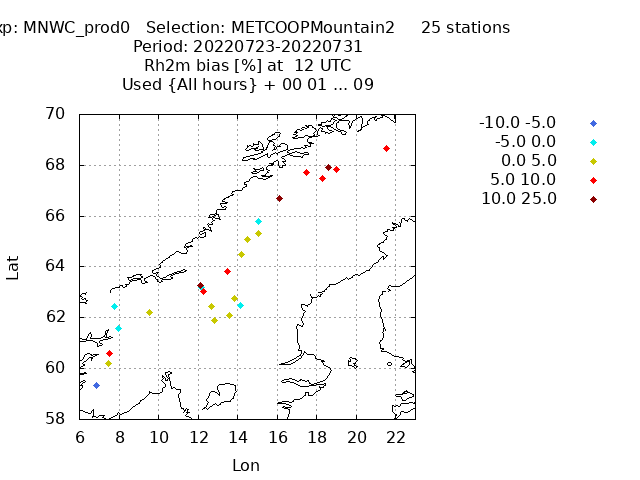 xp: MNWC_prod0 Selection: METCOOPMountain2 25 stations
Period: 20220723-20220731
Rh2m bias [%] at 12 UTC
Used {All hours} + 00 01 ... 09
-10.0 -5.0
-5.0 0.0
0.0 5.0
5.0 10.0
10.0 25.0
70
68
66
64
62
60
58
Lat
6 8 10 12 14 16 18 20 22
Lon